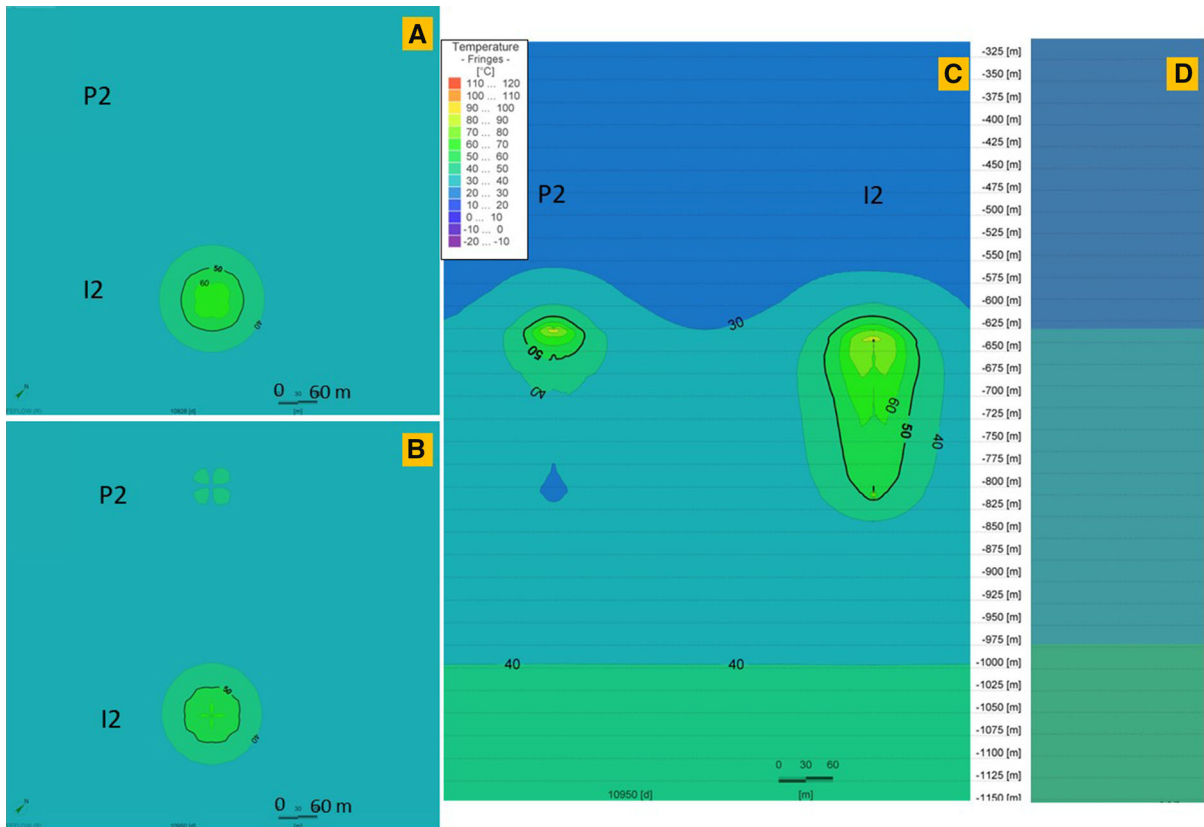 A
P2
50
60
I2
40
N
0 30 60 m
10828 [d] [m]
B
P2
50
I2
40
N
0 30 60 m
[m]
Temperature
- Fringes -
[°C]
110 ... 120
100 ... 110
90 ... 100
80 ... 90
70 ... 80
60 ... 70
50 ... 60
40 ... 50
30 ... 40
20 ... 30
10 ... 20
0 ... 10
-10 ... 0
-20 ... -10
C
P2
I2
30
50
40
60
50
40
40
40
0 30 60
10950 [d] [m]
-325 [m]
-350 [m]
-375 [m]
-400 [m]
-425 [m]
-450 [m]
-475 [m]
-500 [m]
-525 [m]
-550 [m]
-575 [m]
-600 [m]
-625 [m]
-650 [m]
-675 [m]
-700 [m]
-725 [m]
-750 [m]
-775 [m]
-800 [m]
-825 [m]
-850 [m]
-875 [m]
-900 [m]
-925 [m]
-950 [m]
-975 [m]
-1000 [m]
-1025 [m]
-1050 [m]
-1075 [m]
-1100 [m]
-1125 [m]
-1150 [m]
D